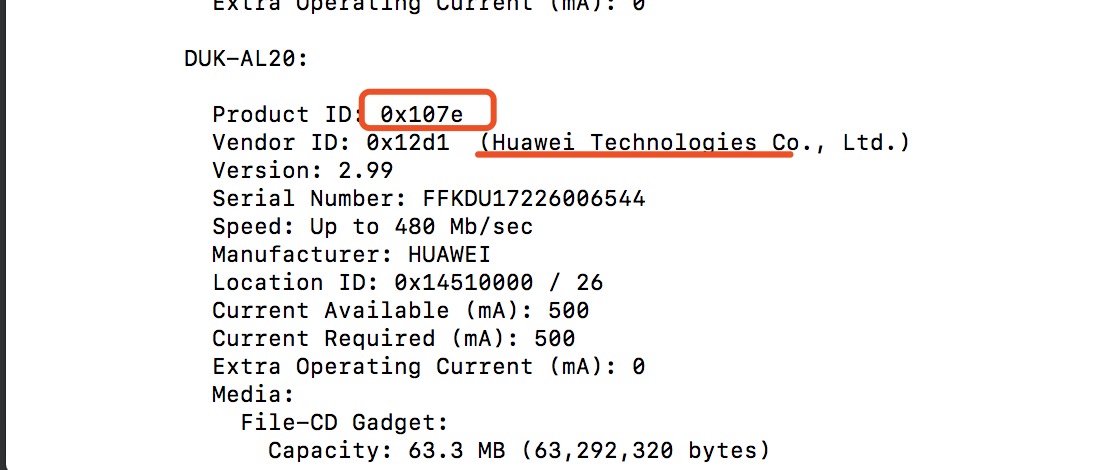 Extra Operating Current (mA): 0
DUK-AL20:
Product ID: 0x107e
Vendor ID: 0x12d1 (Huawei Technologies Co., Ltd.)
Version: 2.99
Serial Number: FFKDU17226006544
Speed: Up to 480 Mb/sec
Manufacturer: HUAWEI
Location ID: 0x14510000 / 26
Current Available (mA): 500
Current Required (mA): 500
Extra Operating Current (mA): 0
Media:
File-CD Gadget:
Capacity: 63.3 MB (63,292,320 bytes)